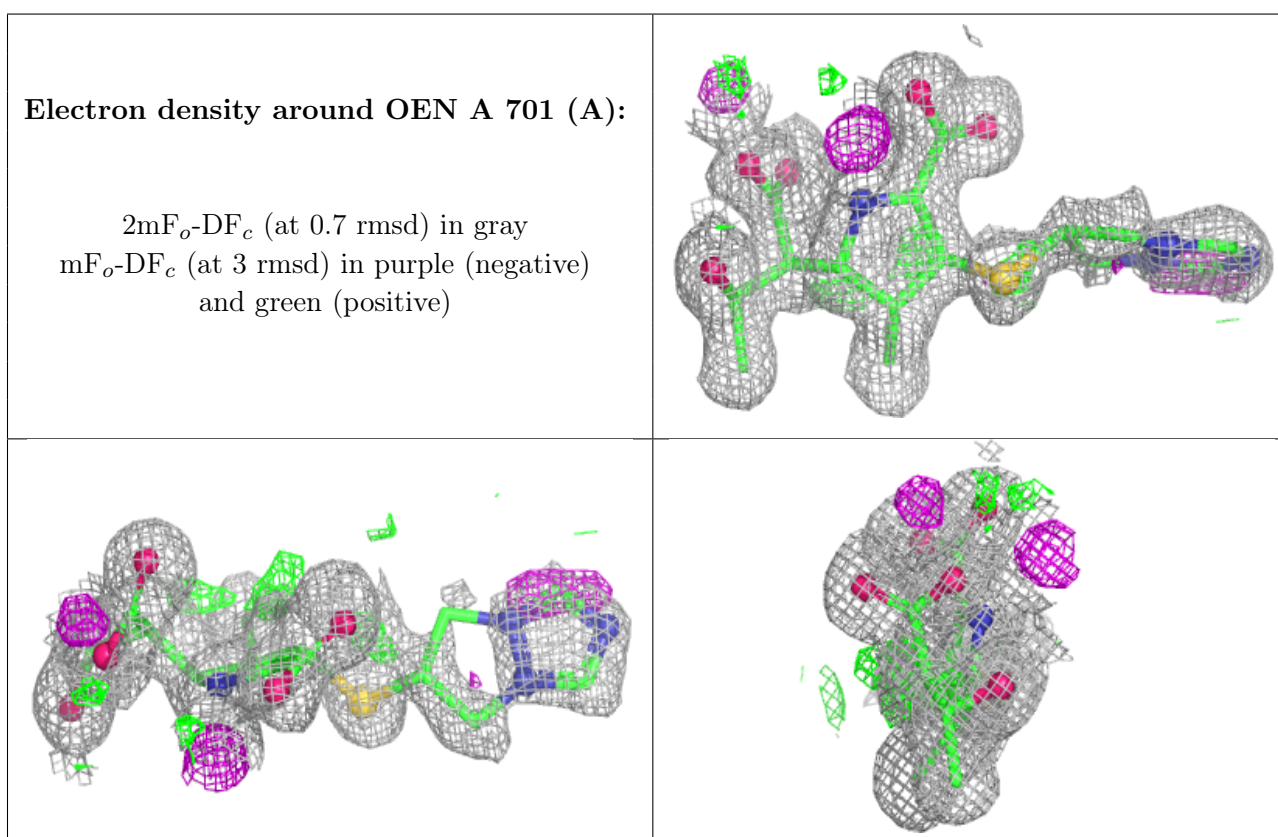 Electron density around OEN A 701 (A):
2mFo-DFc (at 0.7 rmsd) in gray
mFo-DFc (at 3 rmsd) in purple (negative)
and green (positive)